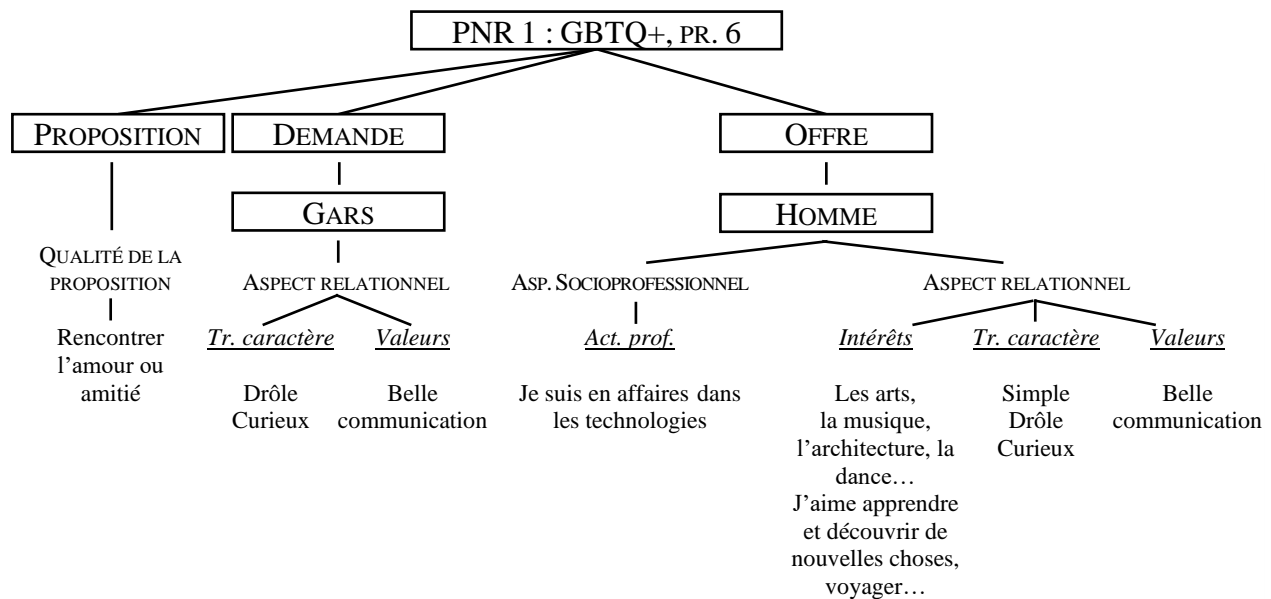 PNR 1 : GBTQ+, PR. 6
PROPOSITION
DEMANDE
OFFRE
GARS
HOMME
QUALITÉ DE LA
PROPOSITION
ASPECT RELATIONNEL
ASP. SOCIOPROFESSIONNEL
ASPECT RELATIONNEL
Rencontrer
l’amour ou
amitié
Tr. caractère
Valeurs
Act. prof.
Intérêts
Tr. caractère
Valeurs
Drôle
Curieux
Belle
communication
Je suis en affaires dans
les technologies
Les arts,
la musique,
l’architecture, la
dance…
J’aime apprendre
et découvrir de
nouvelles choses,
voyager…
Simple
Drôle
Curieux
Belle
communication